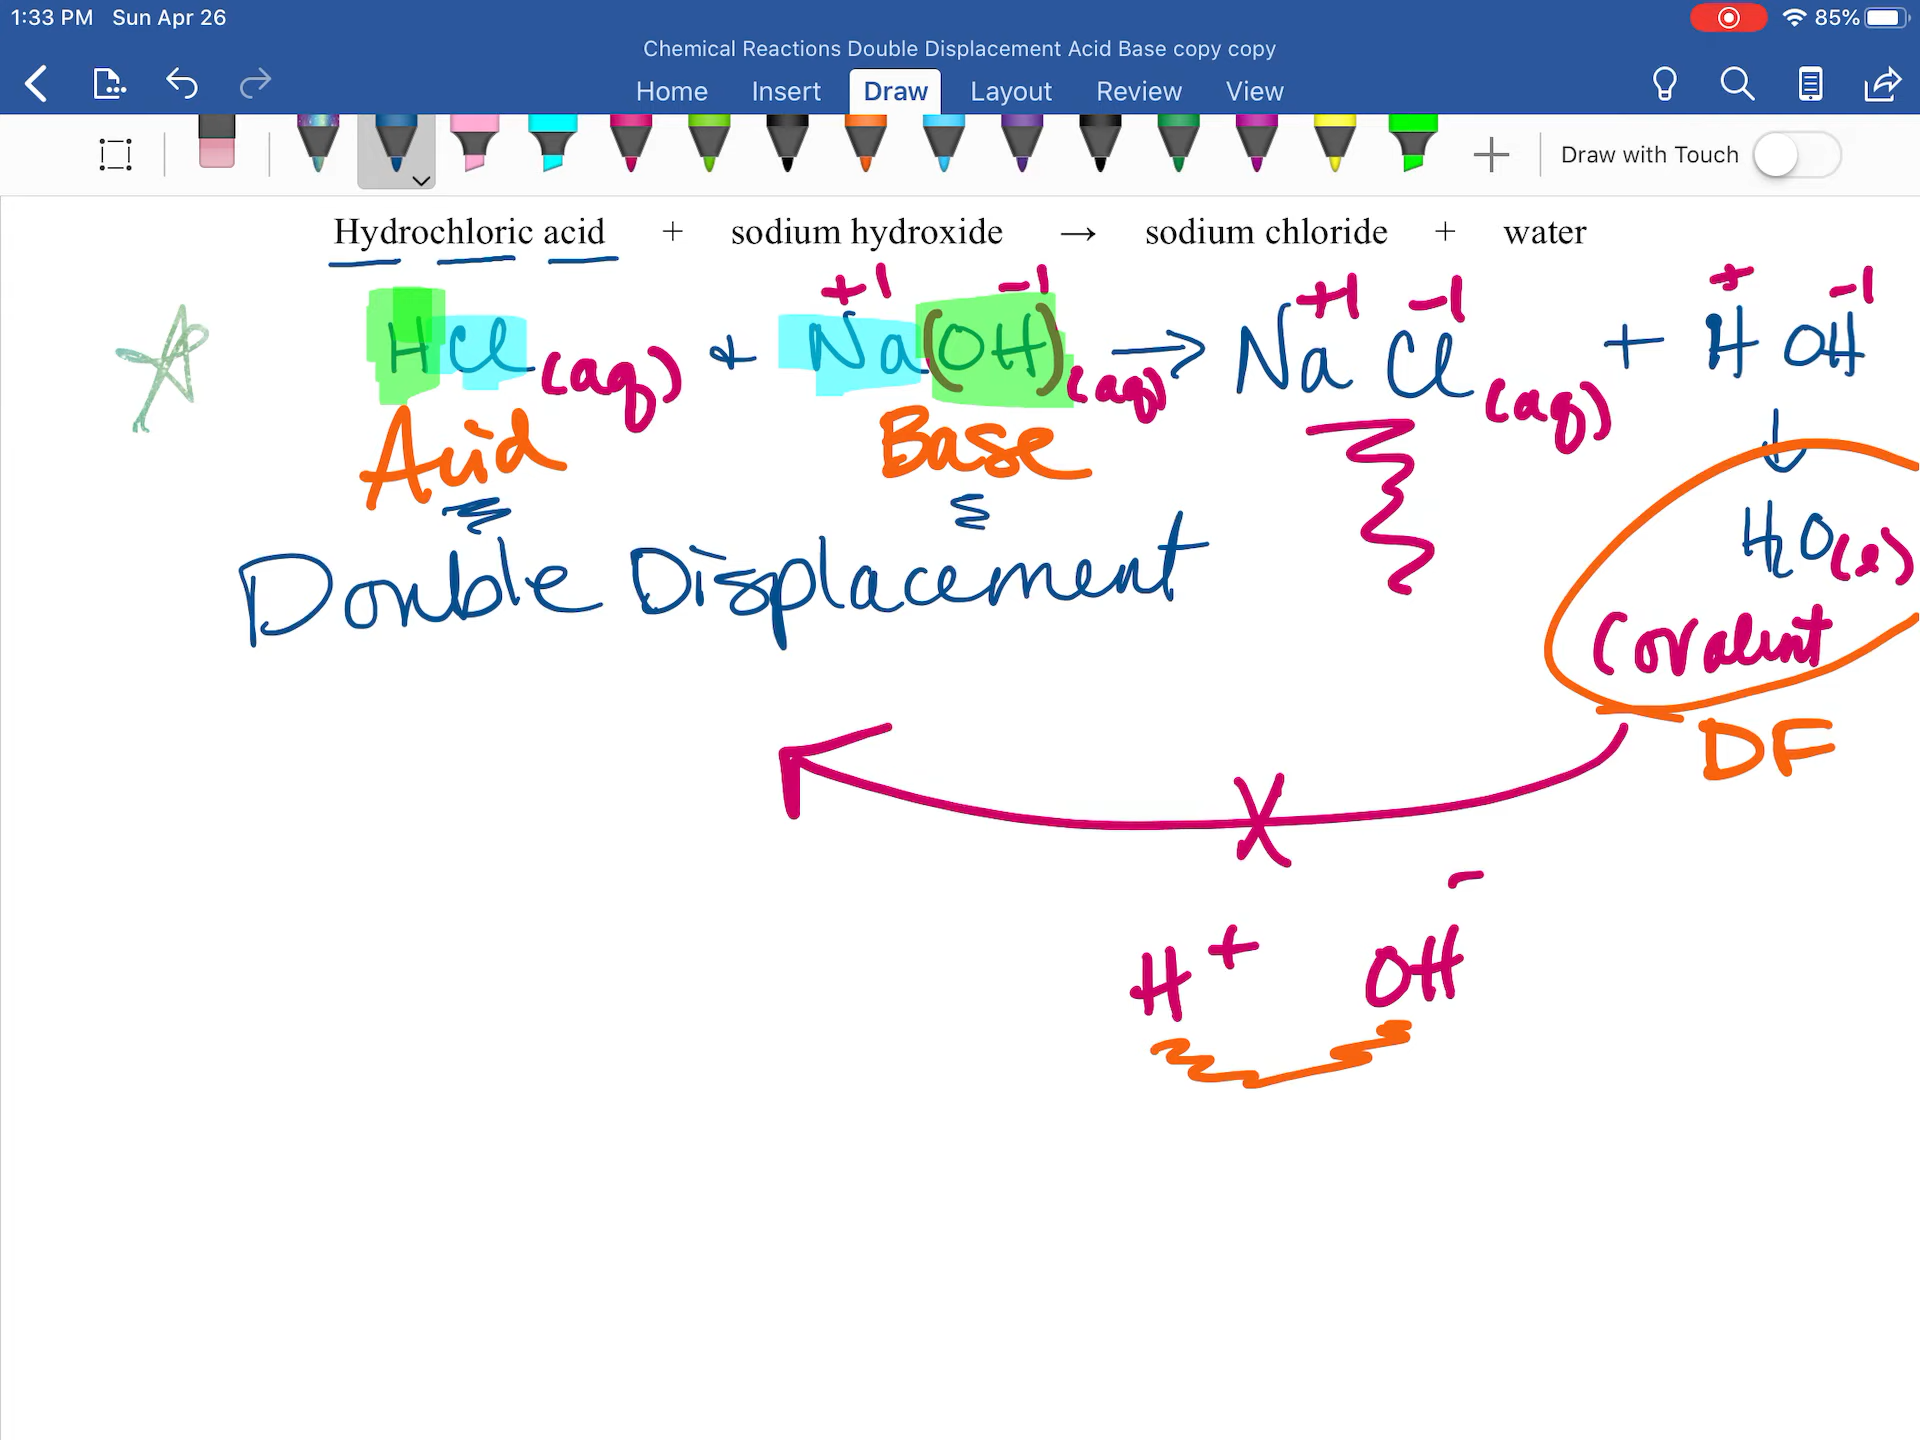 1:33 PM Sun Apr 26 85%
Chemical Reactions Double Displacement Acid Base copy copy
Home Insert Draw Layout Review View
Draw with Touch
Hydrochloric acid + sodium hydroxide → sodium chloride + water
+1 -1 +1 -1 + -1
HCl(aq) + Na(OH)(aq) → NaCl(aq) + H OH
Acid Base
↓
H2O(l)
Double Displacement
Covalent
DF
X
H+ OH-